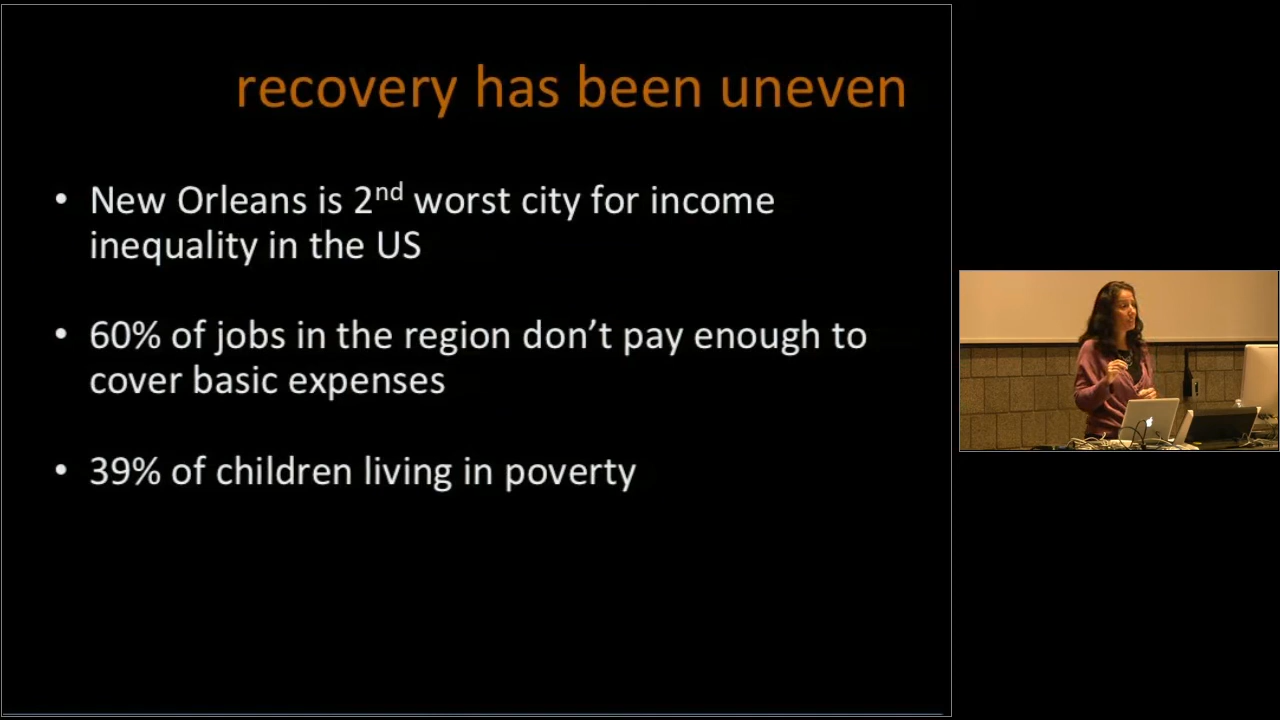 recovery has been uneven
• New Orleans is 2nd worst city for income
inequality in the US
• 60% of jobs in the region don’t pay enough to
cover basic expenses
• 39% of children living in poverty